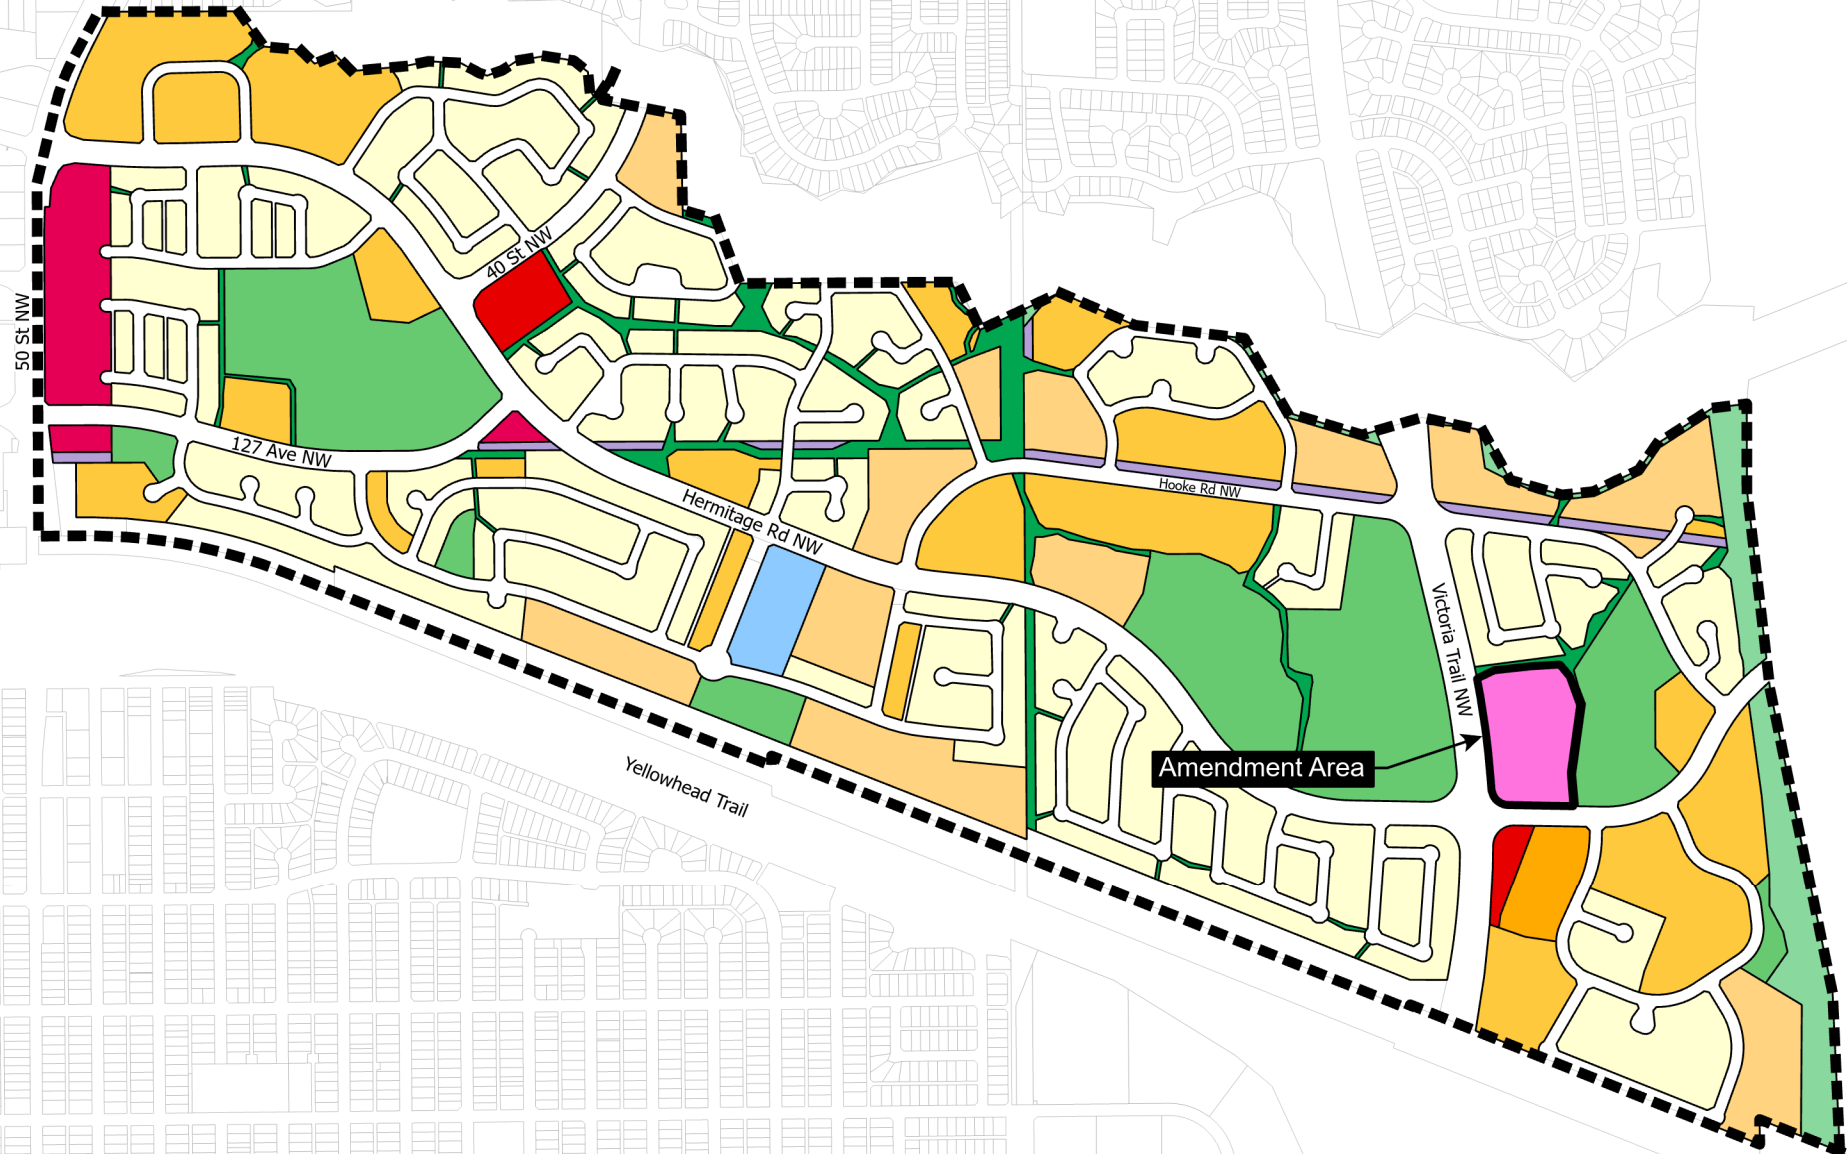 40 St NW
50 St NW
127 Ave NW
Hermitage Rd NW
Hooke Rd NW
Victoria Trail NW
Amendment Area
Yellowhead Trail